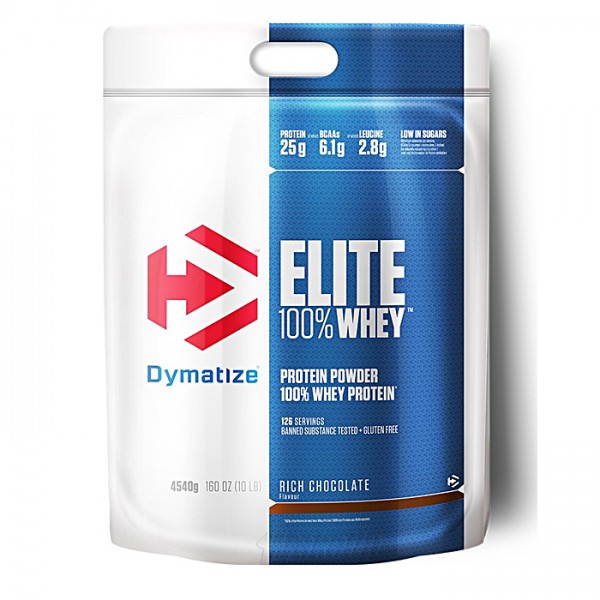 PROTEIN
25g
BCAAs
6.1g
LEUCINE
2.8g
LOW IN SUGARS
ELITE
100% WHEY™
Dymatize®
PROTEIN POWDER
100% WHEY PROTEIN*
126 SERVINGS
BANNED SUBSTANCE TESTED + GLUTEN FREE
4540g 160 OZ (10 LB)
RICH CHOCOLATE
Flavour